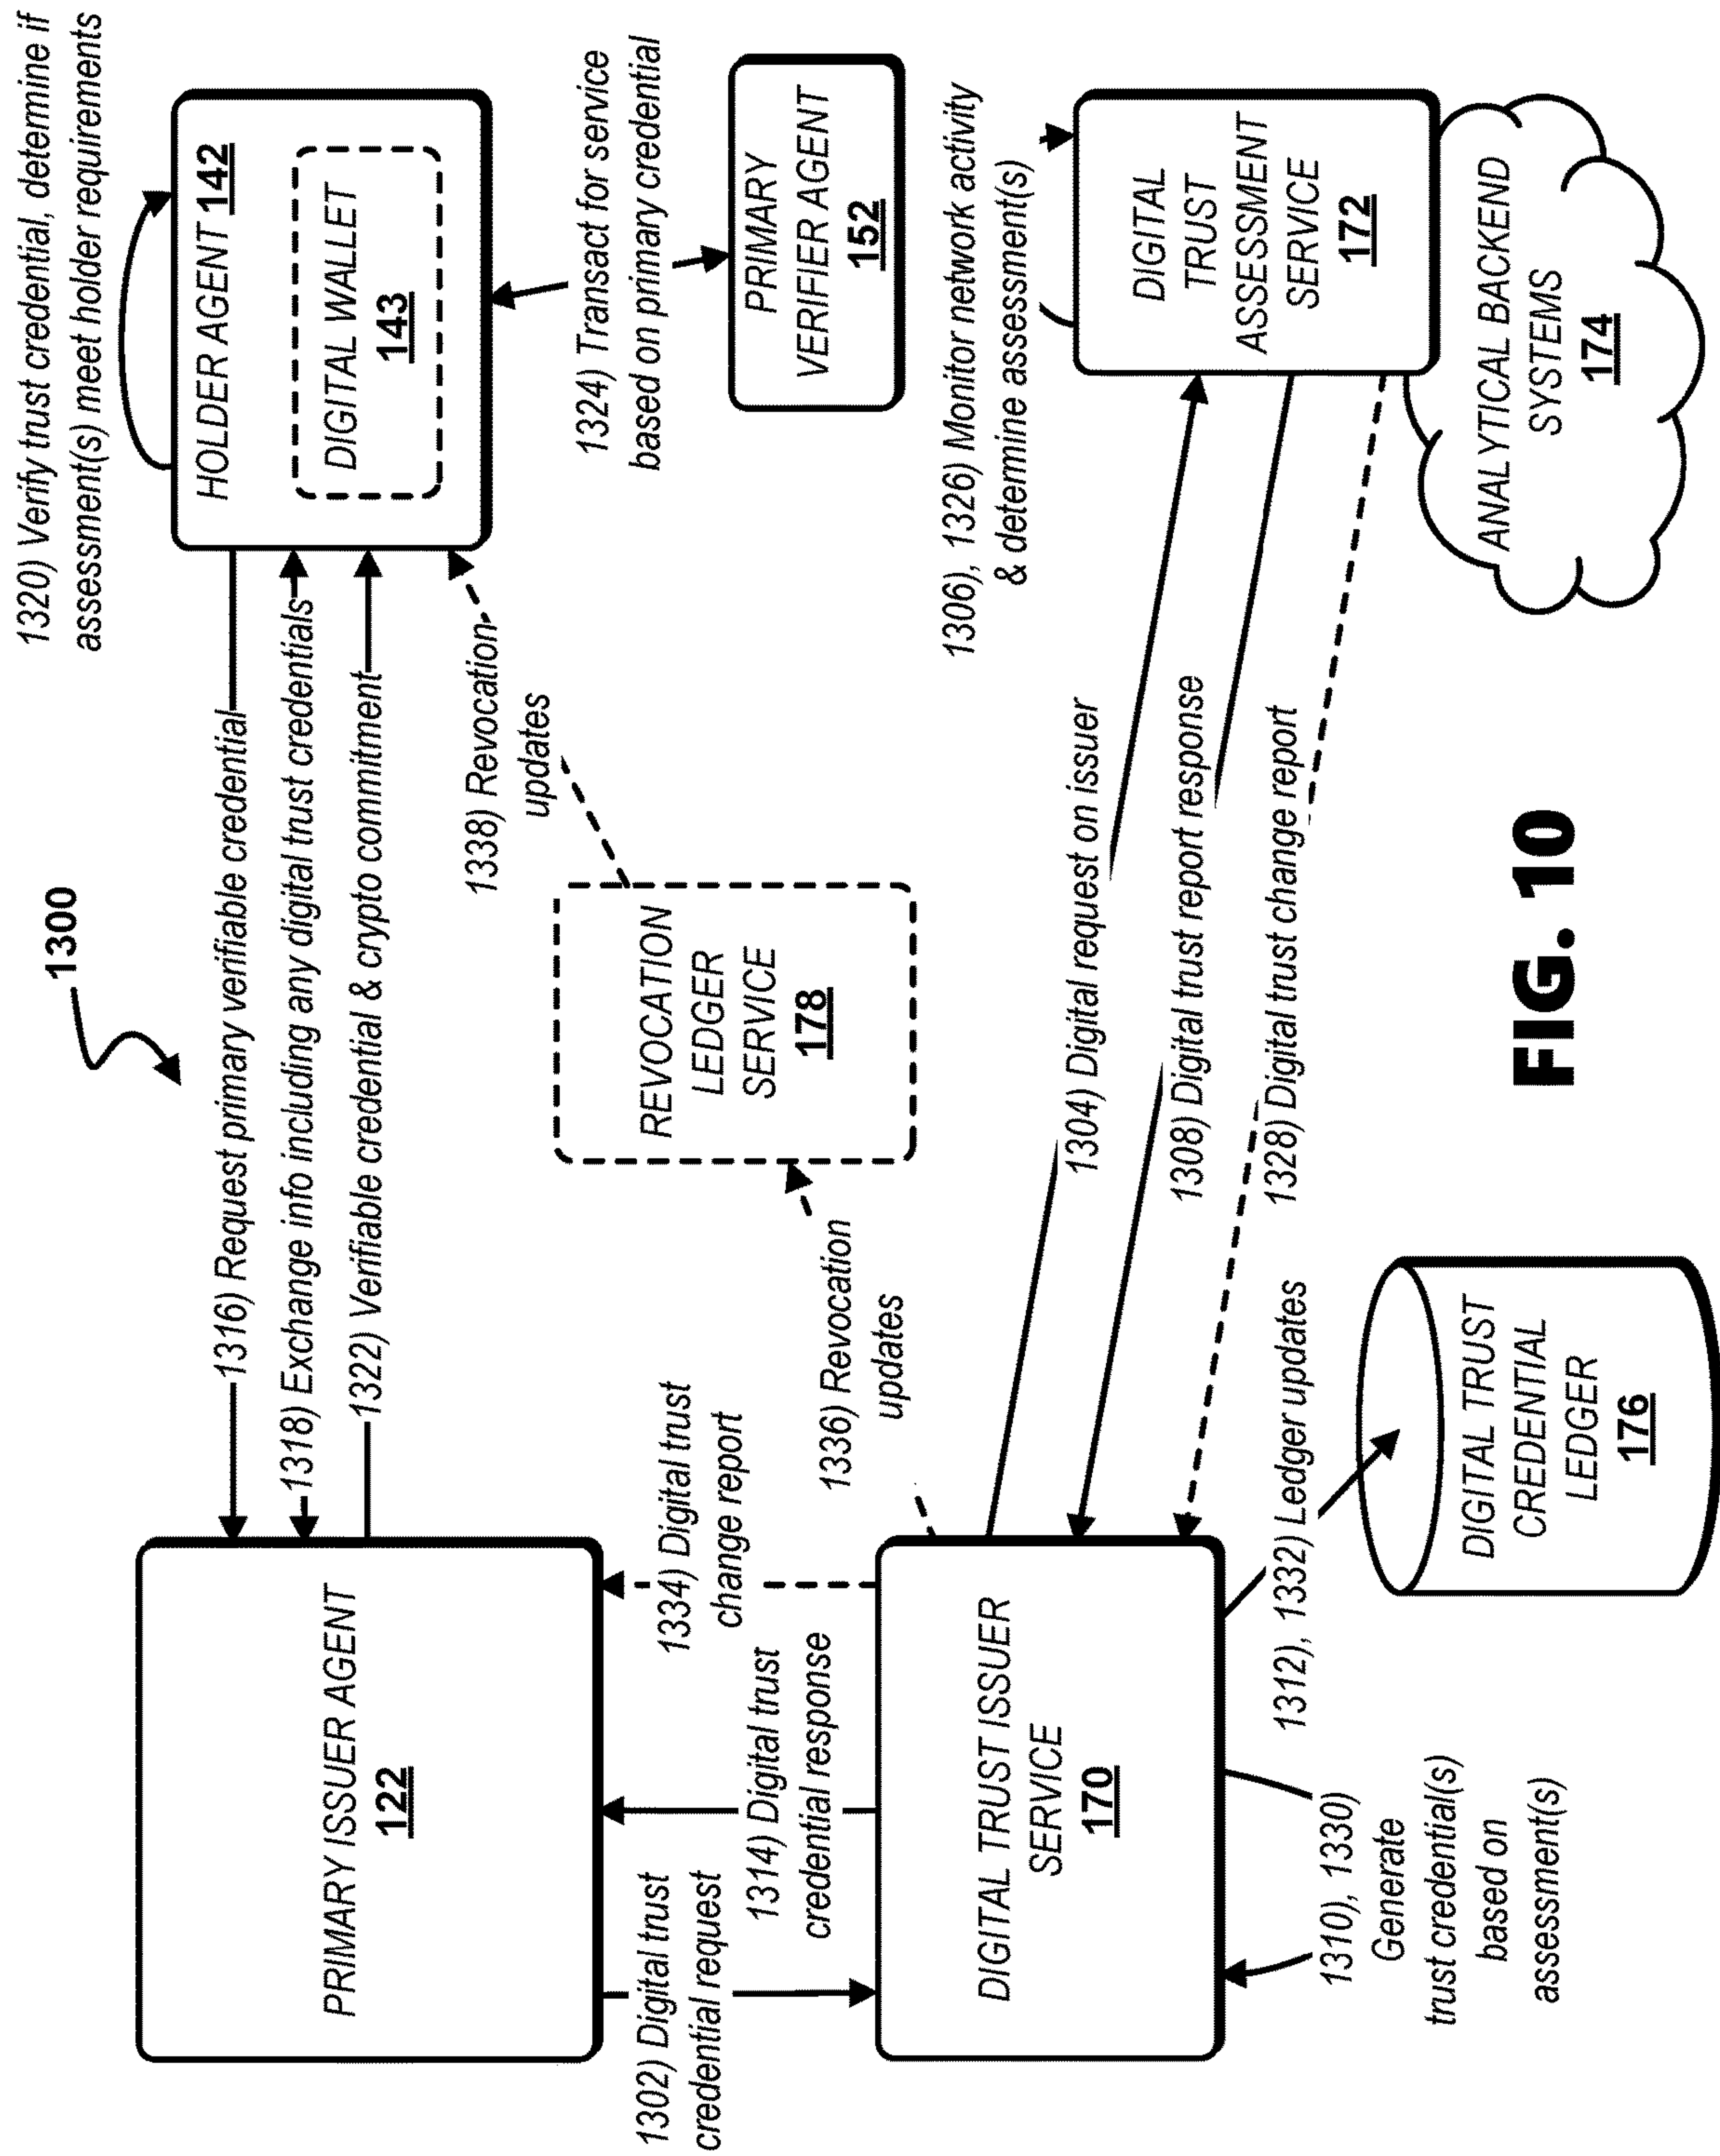 1300
1320) Verify trust credential, determine if
assessment(s) meet holder requirements
PRIMARY ISSUER AGENT
122
1316) Request primary verifiable credential
1318) Exchange info including any digital trust credentials
1322) Verifiable credential & crypto commitment
HOLDER AGENT 142
DIGITAL WALLET
143
1302) Digital trust
credential request
1314) Digital trust
credential response
1334) Digital trust
change report
1336) Revocation
updates
REVOCATION
LEDGER
SERVICE
178
1338) Revocation
updates
1324) Transact for service
based on primary credential
PRIMARY
VERIFIER AGENT
152
DIGITAL TRUST ISSUER
SERVICE
170
1304) Digital request on issuer
1308) Digital trust report response
1328) Digital trust change report
1306), 1326) Monitor network activity
& determine assessment(s)
DIGITAL
TRUST
ASSESSMENT
SERVICE
172
1310), 1330)
Generate
trust credential(s)
based on
assessment(s)
1312), 1332) Ledger updates
DIGITAL TRUST
CREDENTIAL
LEDGER
176
ANALYTICAL BACKEND
SYSTEMS
174
FIG. 10